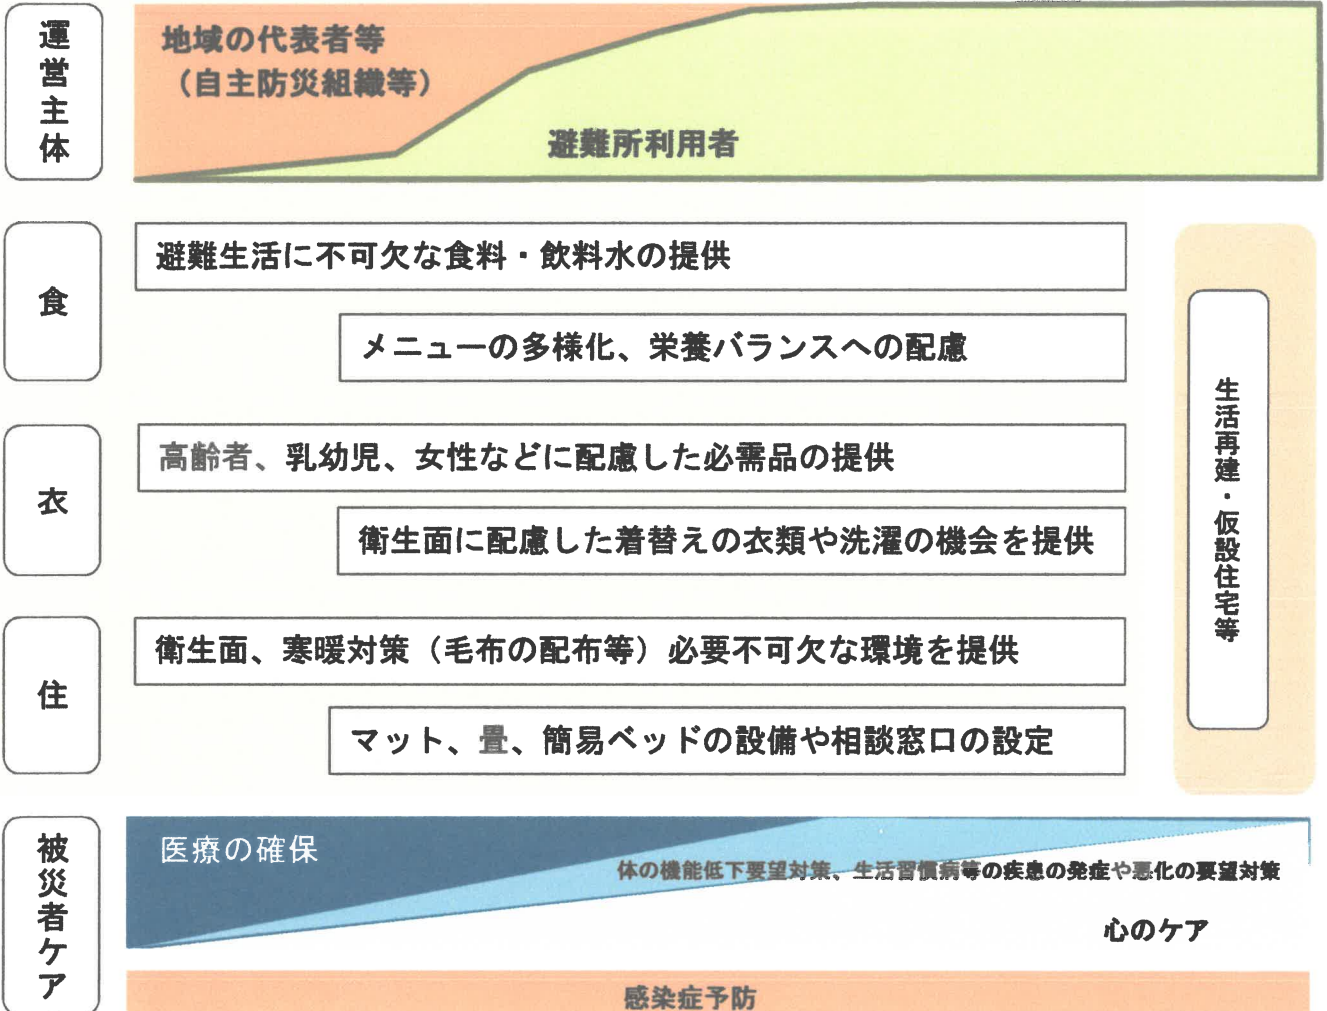 運営主体
地域の代表者等
（自主防災組織等）
避難所利用者
食
避難生活に不可欠な食料・飲料水の提供
メニューの多様化、栄養バランスへの配慮
衣
高齢者、乳幼児、女性などに配慮した必需品の提供
衛生面に配慮した着替えの衣類や洗濯の機会を提供
住
衛生面、寒暖対策（毛布の配布等）必要不可欠な環境を提供
マット、畳、簡易ベッドの設備や相談窓口の設定
生活再建・仮設住宅等
被災者ケア
医療の確保
体の機能低下要望対策、生活習慣病等の疾患の発症や悪化の要望対策
心のケア
感染症予防